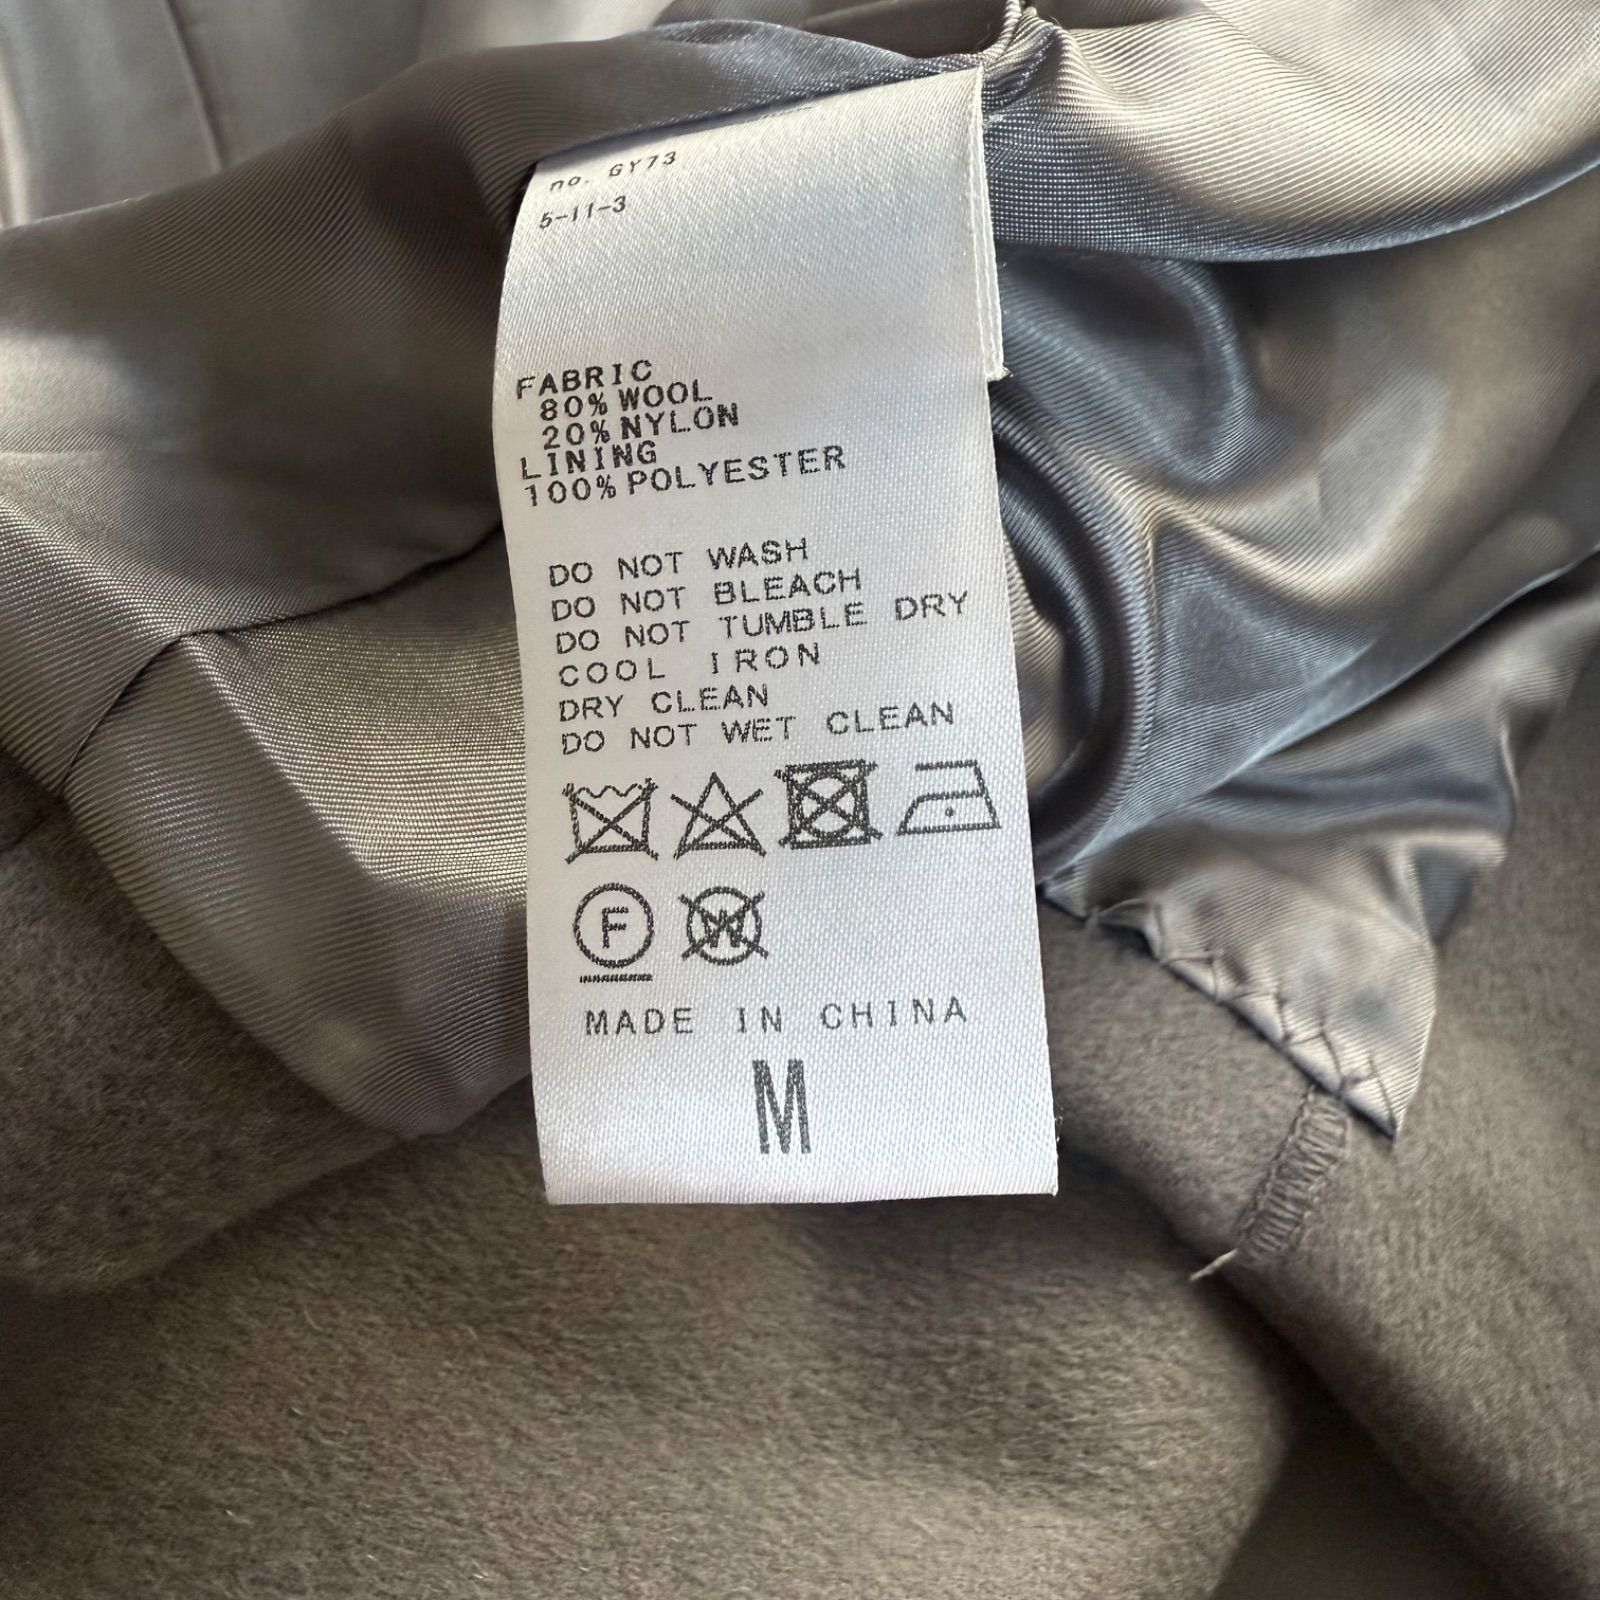 no. GY73
5-11-3
FABRIC
80% WOOL
20% NYLON
LINING
100% POLYESTER
DO NOT WASH
DO NOT BLEACH
DO NOT TUMBLE DRY
COOL IRON
DRY CLEAN
DO NOT WET CLEAN
F W
MADE IN CHINA
M